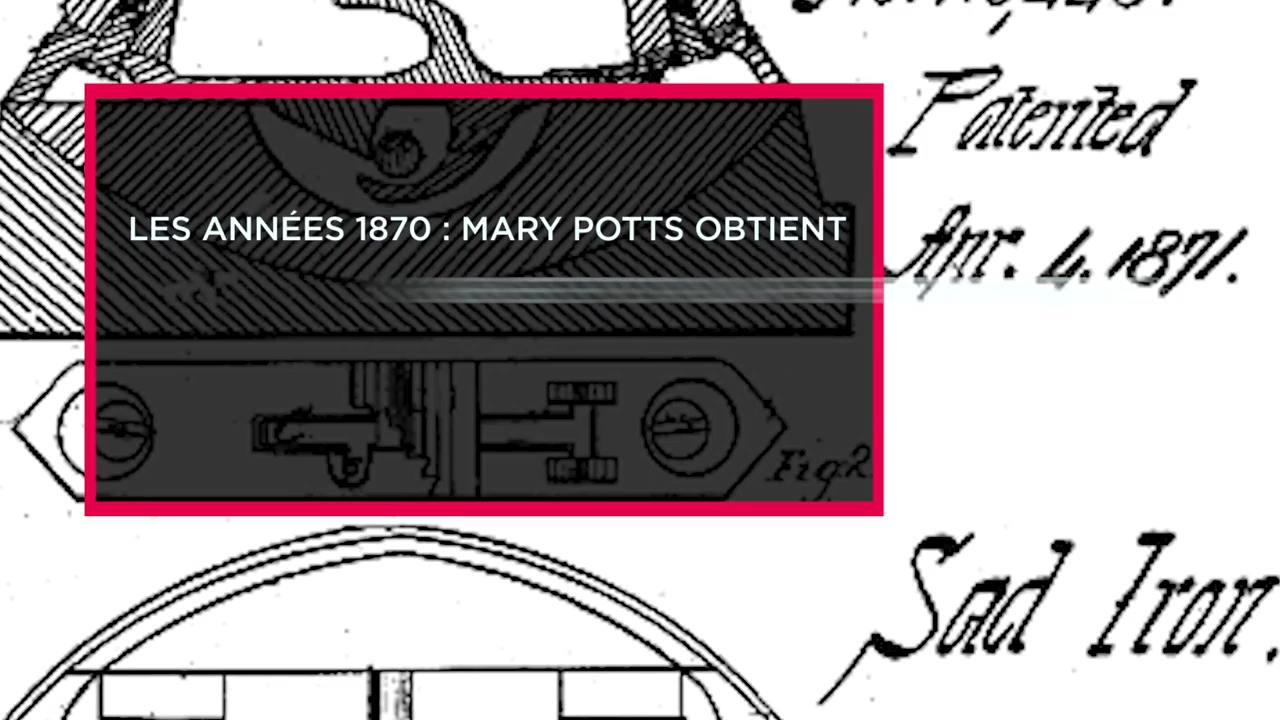 Patented
LES ANNÉES 1870 : MARY POTTS OBTIENT
Apr. 4. 1871.
Fig 2.
Sad Iron.